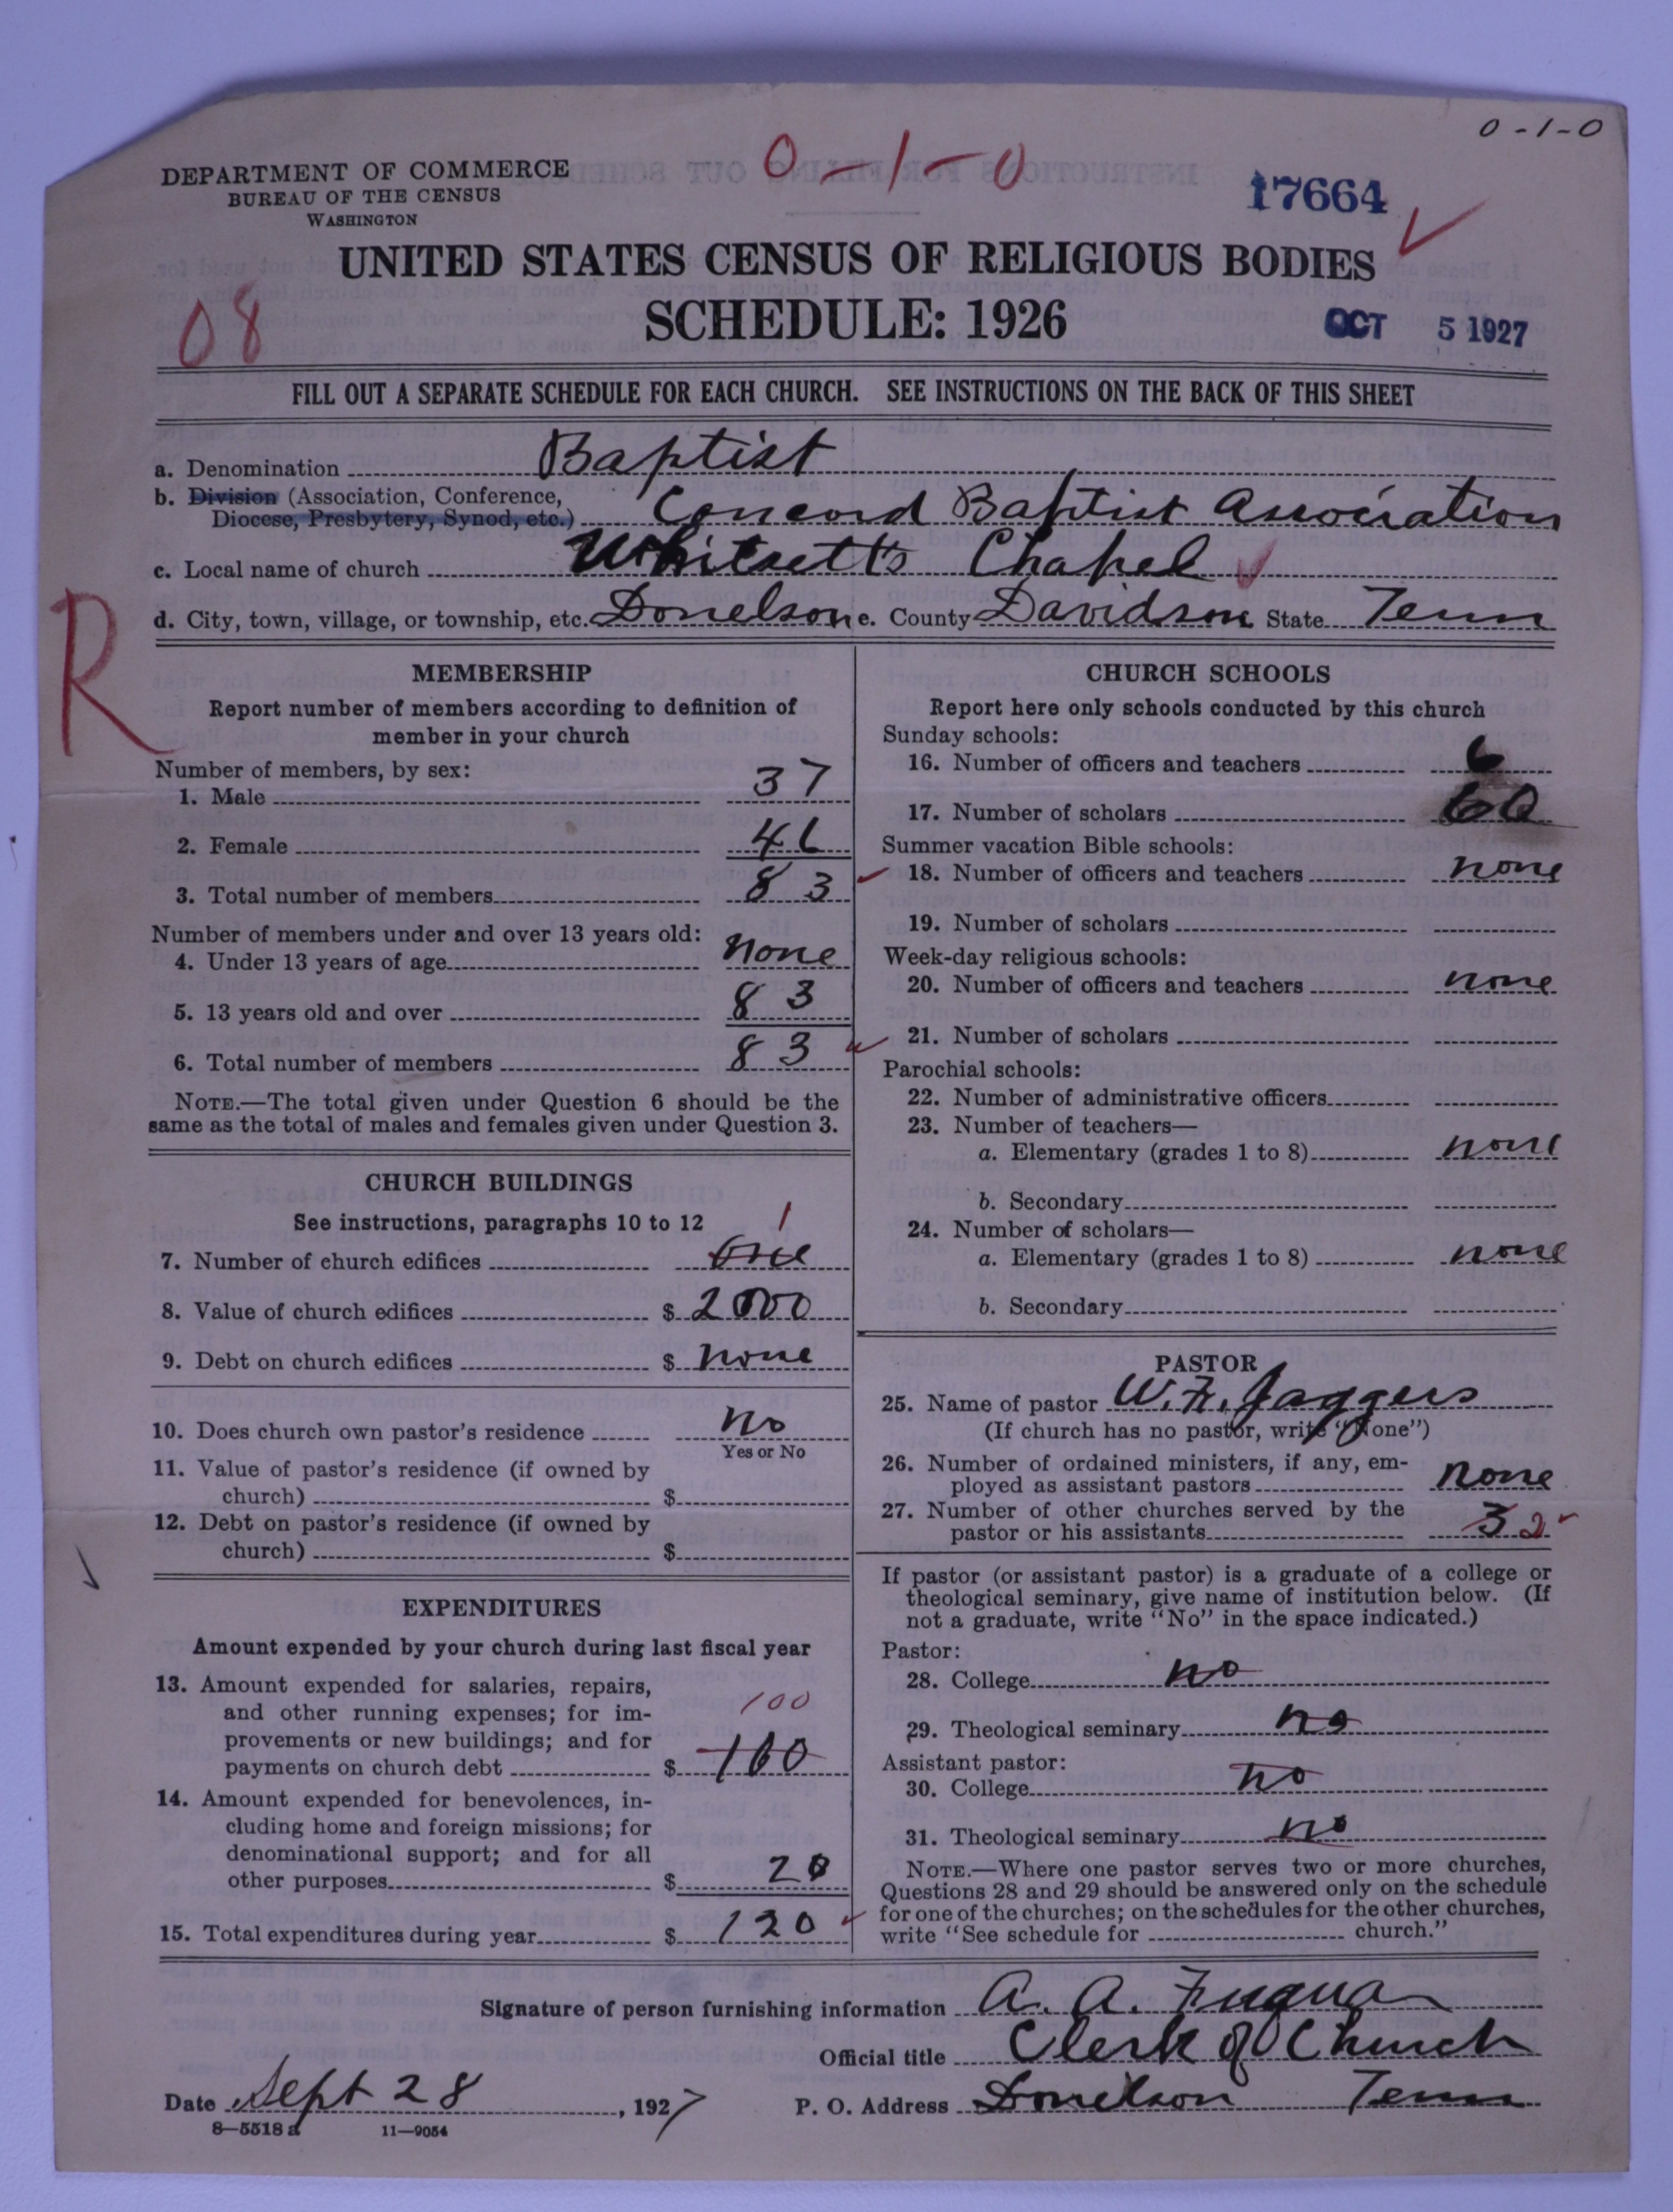 0-1-0
0-1-0
DEPARTMENT OF COMMERCE
BUREAU OF THE CENSUS
WASHINGTON
17664
UNITED STATES CENSUS OF RELIGIOUS BODIES
SCHEDULE: 1926
08
OCT 5 1927
FILL OUT A SEPARATE SCHEDULE FOR EACH CHURCH. SEE INSTRUCTIONS ON THE BACK OF THIS SHEET
a. Denomination Baptist
b. Division (Association, Conference,
Diocese, Presbytery, Synod, etc.) Concord Baptist Association
c. Local name of church Whitsett's Chapel
d. City, town, village, or township, etc. Donelson e. County Davidson State Tenn
R
MEMBERSHIP
Report number of members according to definition of
member in your church
Number of members, by sex:
1. Male 37
2. Female 46
3. Total number of members 83
Number of members under and over 13 years old:
4. Under 13 years of age none
5. 13 years old and over 83
6. Total number of members 83
NOTE.—The total given under Question 6 should be the
same as the total of males and females given under Question 3.
CHURCH BUILDINGS
See instructions, paragraphs 10 to 12 1
7. Number of church edifices one
8. Value of church edifices $ 2000
9. Debt on church edifices $ none
10. Does church own pastor's residence no
Yes or No
11. Value of pastor's residence (if owned by
church) $
12. Debt on pastor's residence (if owned by
church) $
EXPENDITURES
Amount expended by your church during last fiscal year
13. Amount expended for salaries, repairs,
and other running expenses; for im- 100
provements or new buildings; and for
payments on church debt $ 100
14. Amount expended for benevolences, in-
cluding home and foreign missions; for
denominational support; and for all
other purposes $ 20
15. Total expenditures during year $ 120
CHURCH SCHOOLS
Report here only schools conducted by this church
Sunday schools:
16. Number of officers and teachers 6
17. Number of scholars 60
Summer vacation Bible schools:
18. Number of officers and teachers none
19. Number of scholars
Week-day religious schools:
20. Number of officers and teachers none
21. Number of scholars
Parochial schools:
22. Number of administrative officers
23. Number of teachers—
a. Elementary (grades 1 to 8) none
b. Secondary
24. Number of scholars—
a. Elementary (grades 1 to 8) none
b. Secondary
PASTOR
25. Name of pastor W. F. Jaggers
(If church has no pastor, write "None")
26. Number of ordained ministers, if any, em-
ployed as assistant pastors none
27. Number of other churches served by the
pastor or his assistants 3 2
If pastor (or assistant pastor) is a graduate of a college or
theological seminary, give name of institution below. (If
not a graduate, write "No" in the space indicated.)
Pastor:
28. College no
29. Theological seminary no
Assistant pastor:
30. College no
31. Theological seminary no
NOTE.—Where one pastor serves two or more churches,
Questions 28 and 29 should be answered only on the schedule
for one of the churches; on the schedules for the other churches,
write "See schedule for church."
Signature of person furnishing information A. A. Fuqua
Official title Clerk of Church
Date Sept 28, 1927 P. O. Address Donelson Tenn
8—5518 a 11—9054